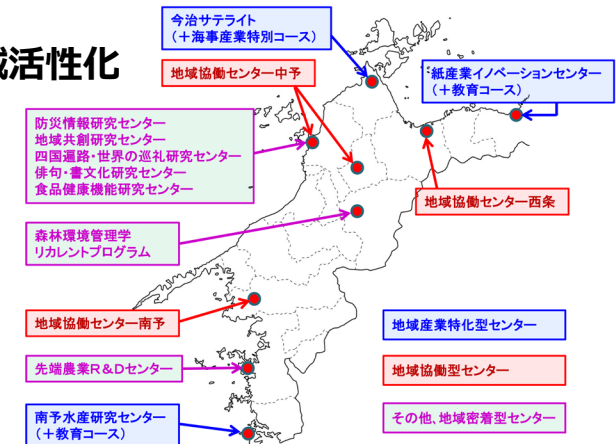 域活性化
今治サテライト
(+海事産業特別コース)
地域協働センター中予
紙産業イノベーションセンター
(+教育コース)
防災情報研究センター
地域共創研究センター
四国遍路・世界の巡礼研究センター
俳句・書文化研究センター
食品健康機能研究センター
地域協働センター西条
森林環境管理学
リカレントプログラム
地域協働センター南予
地域産業特化型センター
先端農業R&Dセンター
地域協働型センター
南予水産研究センター
(+教育コース)
その他、地域密着型センター